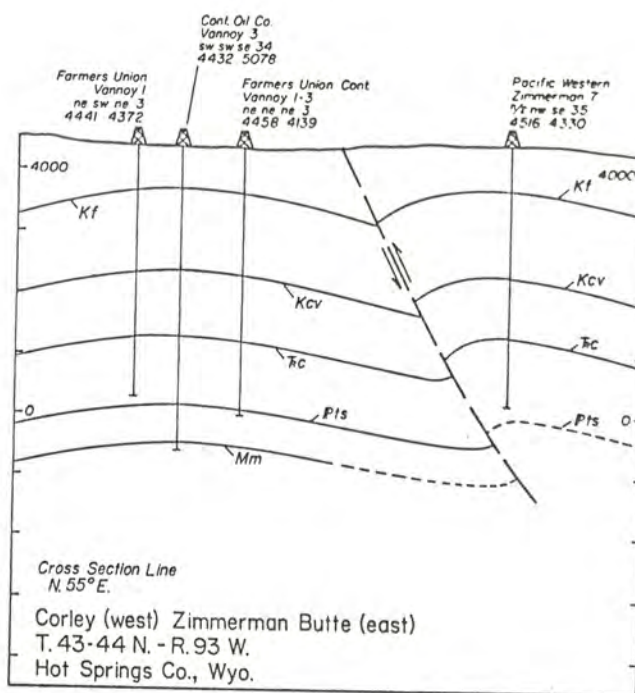 Cont. Oil Co.
Vannoy 3
sw sw se 34
4432 5078
Farmers Union
Vannoy 1
ne sw ne 3
4441 4372
Farmers Union Cont
Vannoy 1-3
ne ne ne 3
4458 4139
Pacific Western
Zimmerman 7
nw se 35
4516 4330
4000
4000
Kf
Kf
Kcv
Kcv
Ꞓc
Ꞓc
0
Pts
Pts
0
Mm
Cross Section Line
N. 55° E.
Corley (west) Zimmerman Butte (east)
T. 43-44 N. - R. 93 W.
Hot Springs Co., Wyo.